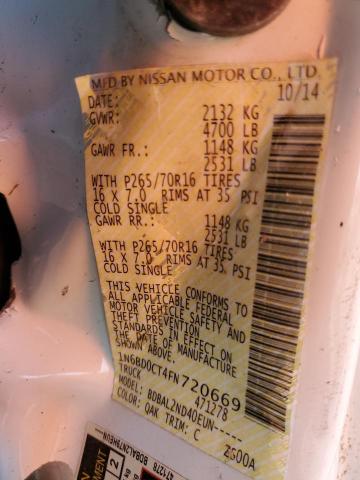 MFD BY NISSAN MOTOR CO., LTD.
DATE: 10/14
GVWR: 2132 KG
4700 LB
GAWR FR.: 1148 KG
2531 LB
WITH P265/70R16 TIRES
16 X 7.0 RIMS AT 35 PSI
COLD SINGLE
GAWR RR.: 1148 KG
2531 LB
WITH P265/70R16 TIRES
16 X 7.0 RIMS AT 35 PSI
COLD SINGLE
THIS VEHICLE CONFORMS TO
ALL APPLICABLE FEDERAL
MOTOR VEHICLE SAFETY AND
THEFT PREVENTION
STANDARDS IN EFFECT ON
THE DATE OF MANUFACTURE
SHOWN ABOVE.
1N6BD0CT4FN720669
TRUCK 471278
MODEL: BDBAL2ND40EUN-----
COLOR: QAK TRIM: C 2S00A
471278